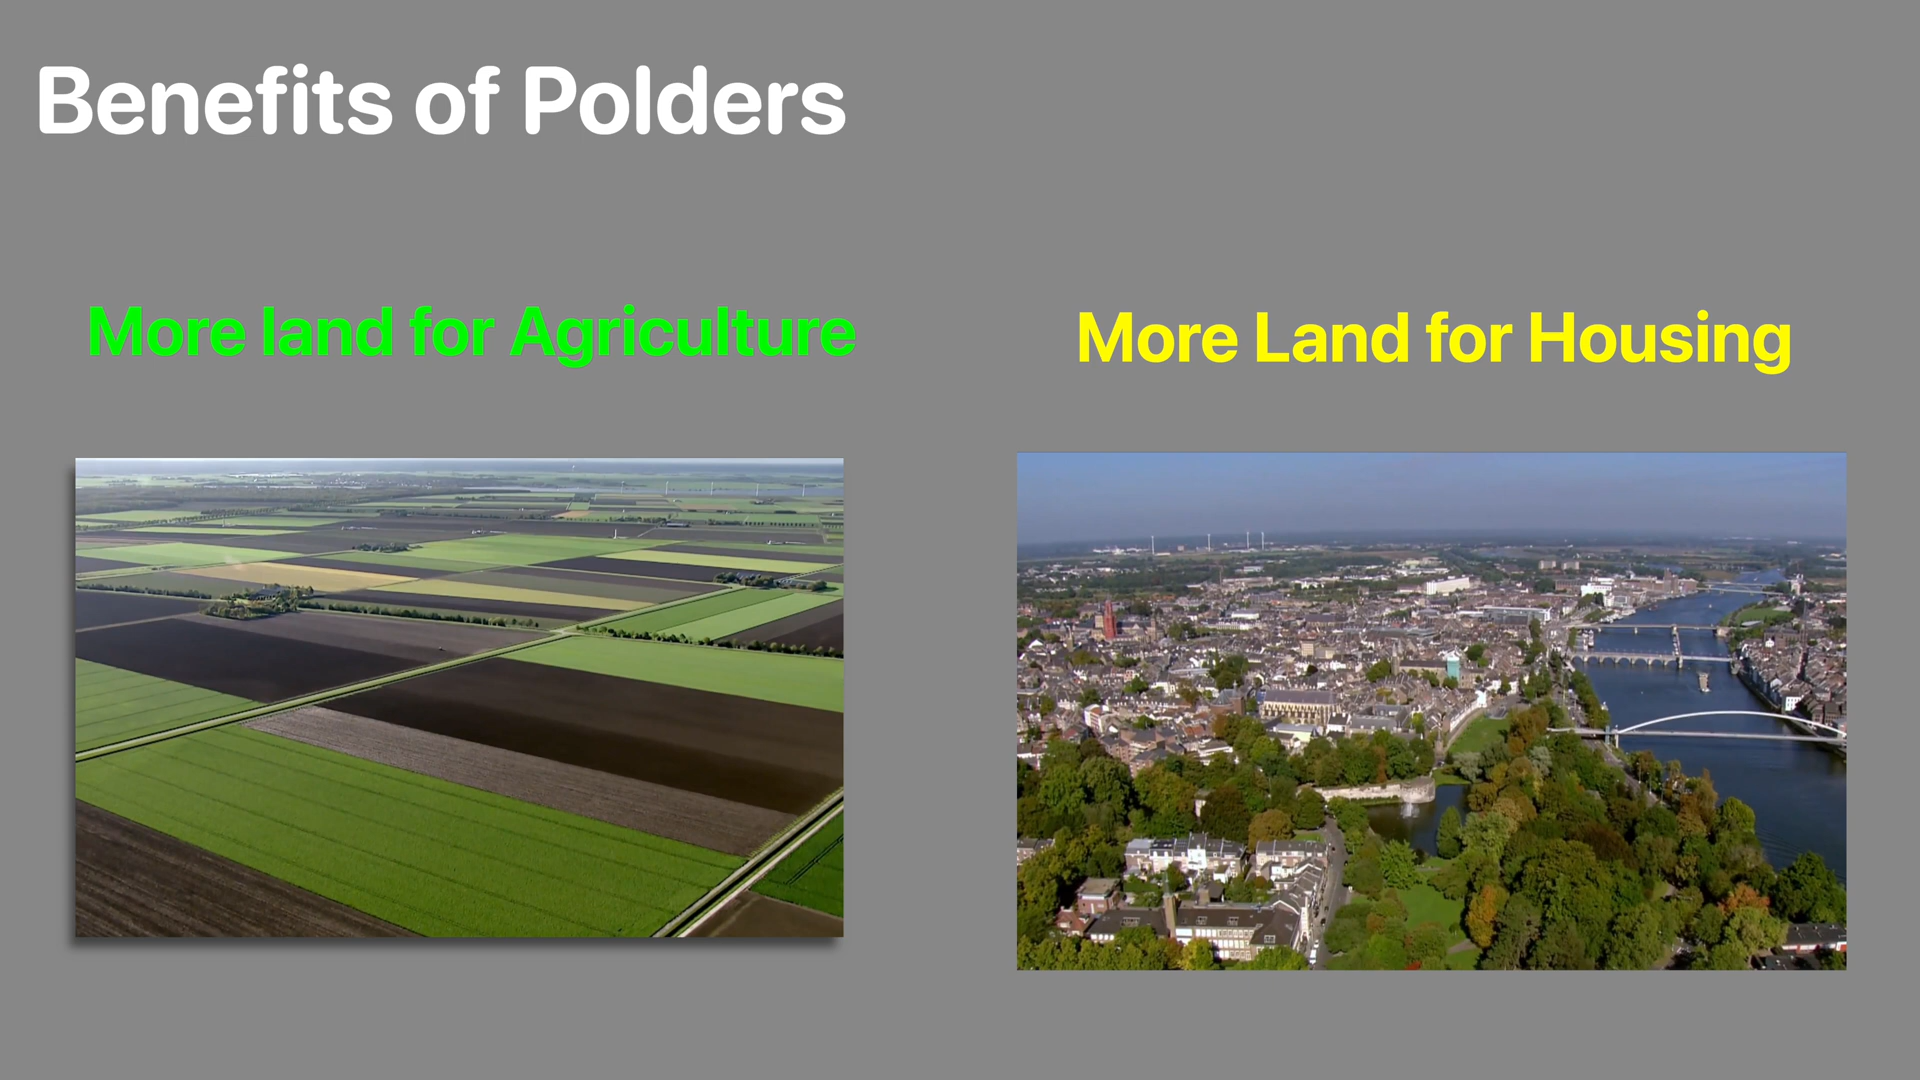 Benefits of Polders
More land for Agriculture
More Land for Housing